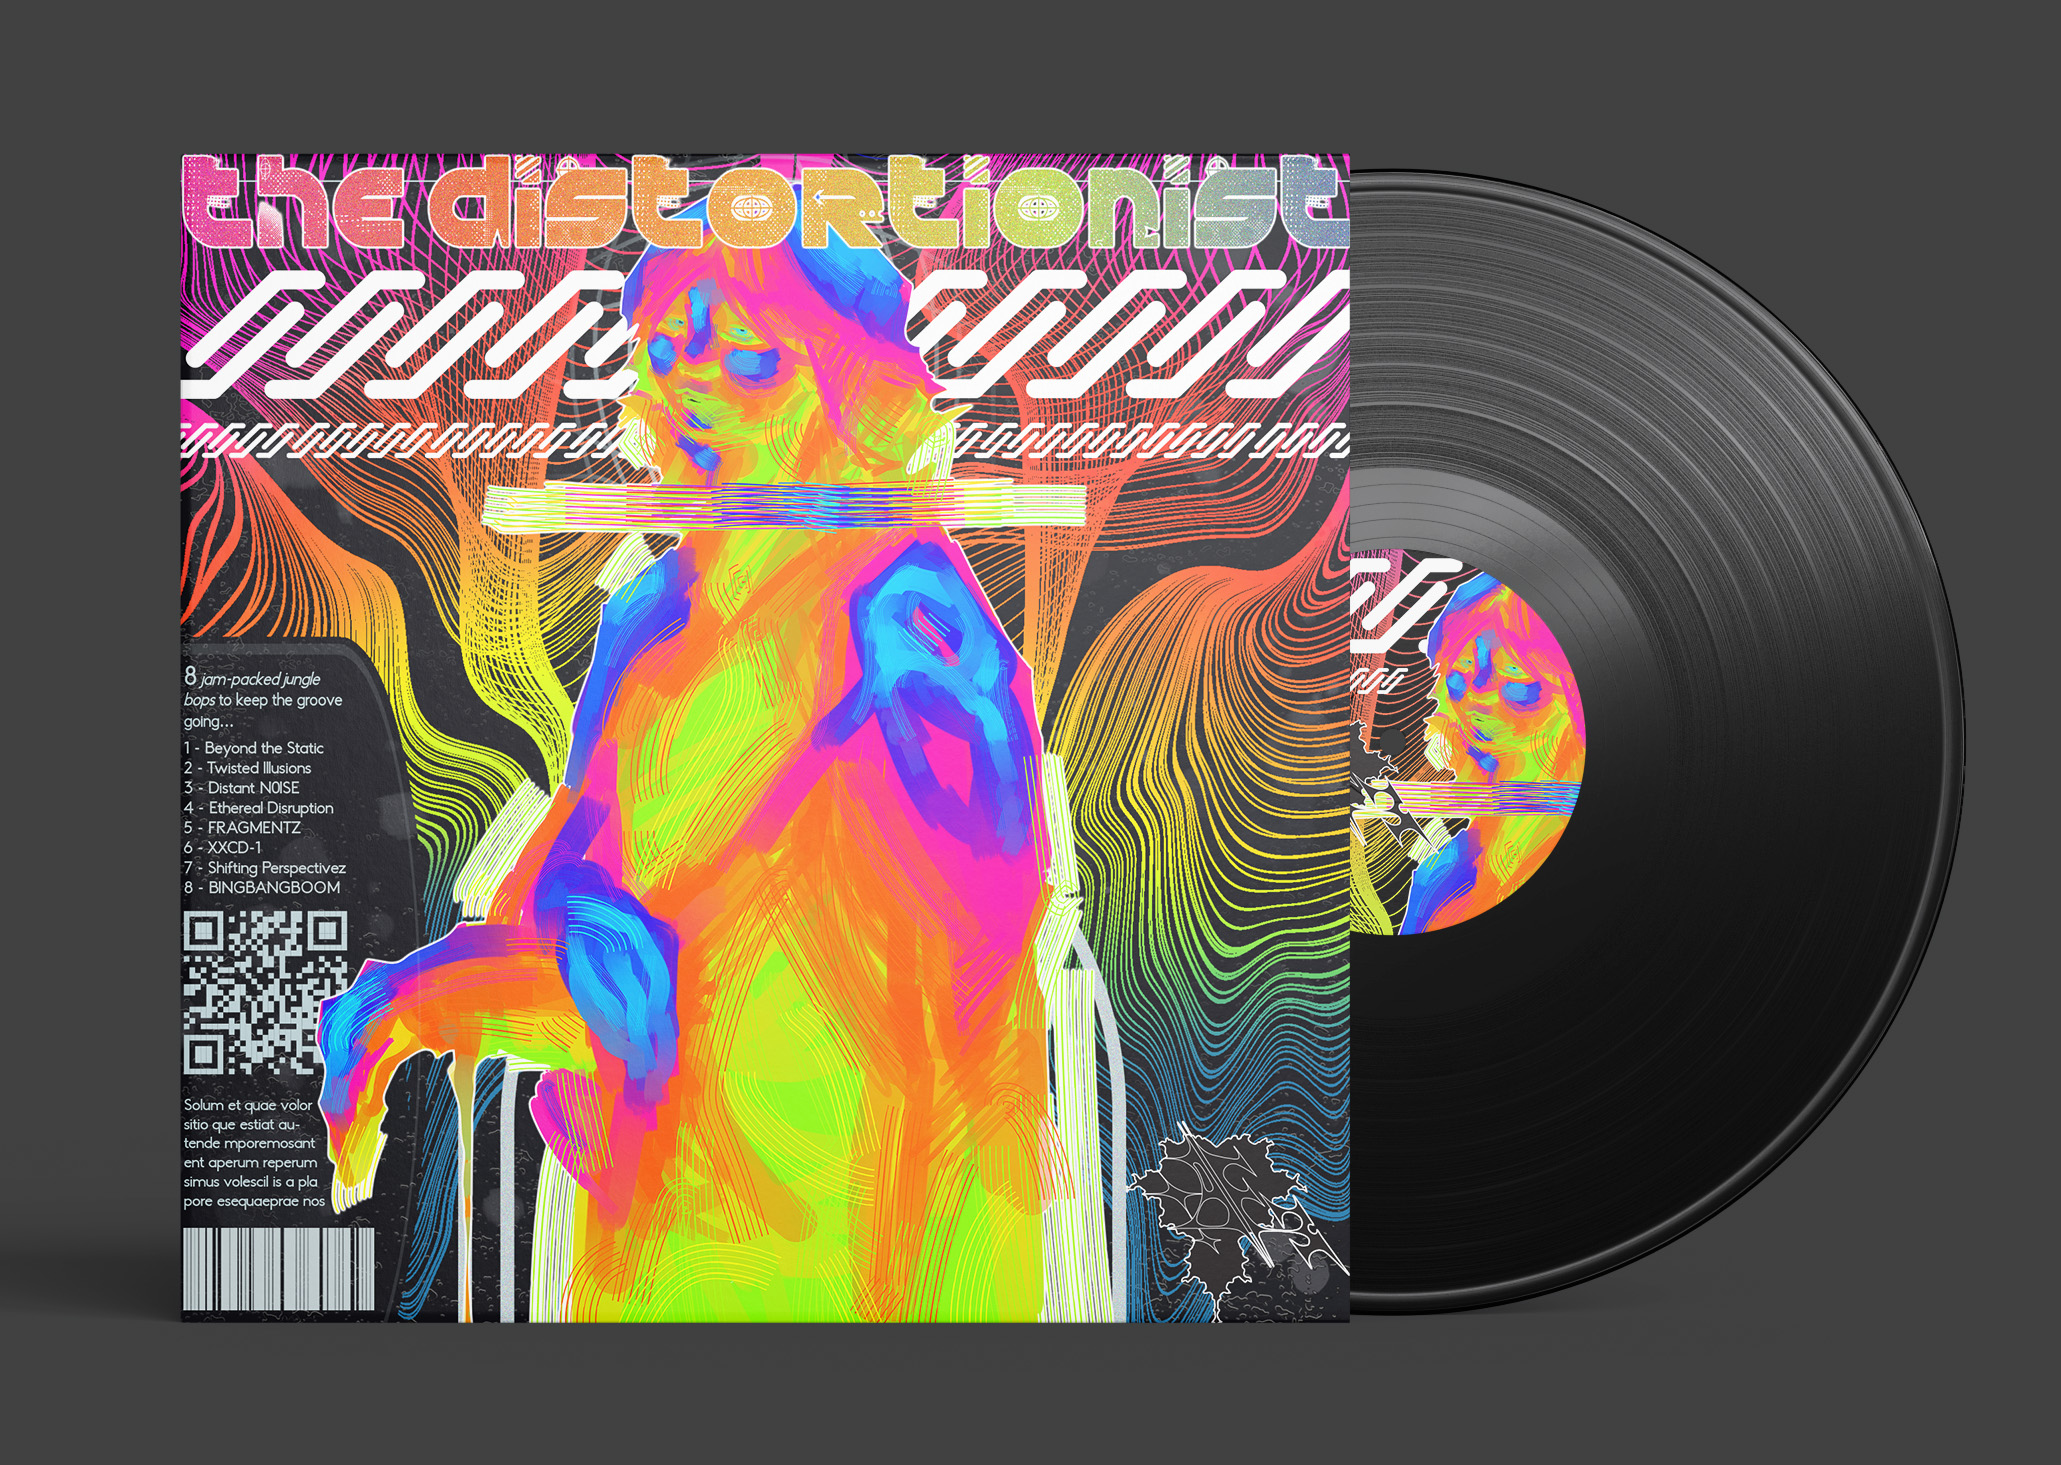 the distortionist
8 jam-packed jungle
bops to keep the groove
going...
1 - Beyond the Static
2 - Twisted Illusions
3 - Distant N0ISE
4 - Ethereal Disruption
5 - FRAGMENTZ
6 - XXCD-1
7 - Shifting Perspectivez
8 - BINGBANGBOOM
Solum et quae volor
sitio que estiat au-
tende mporemosant
ent aperum reperum
simus volescil is a pla
pore esequaeprae nos